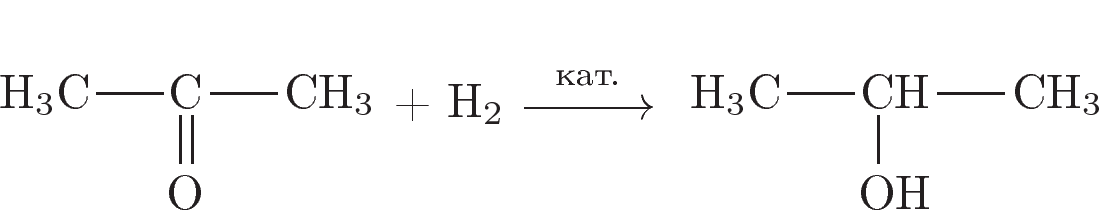 кат.
H₃C — C — CH₃ + H₂ ⟶ H₃C — CH — CH₃
O OH